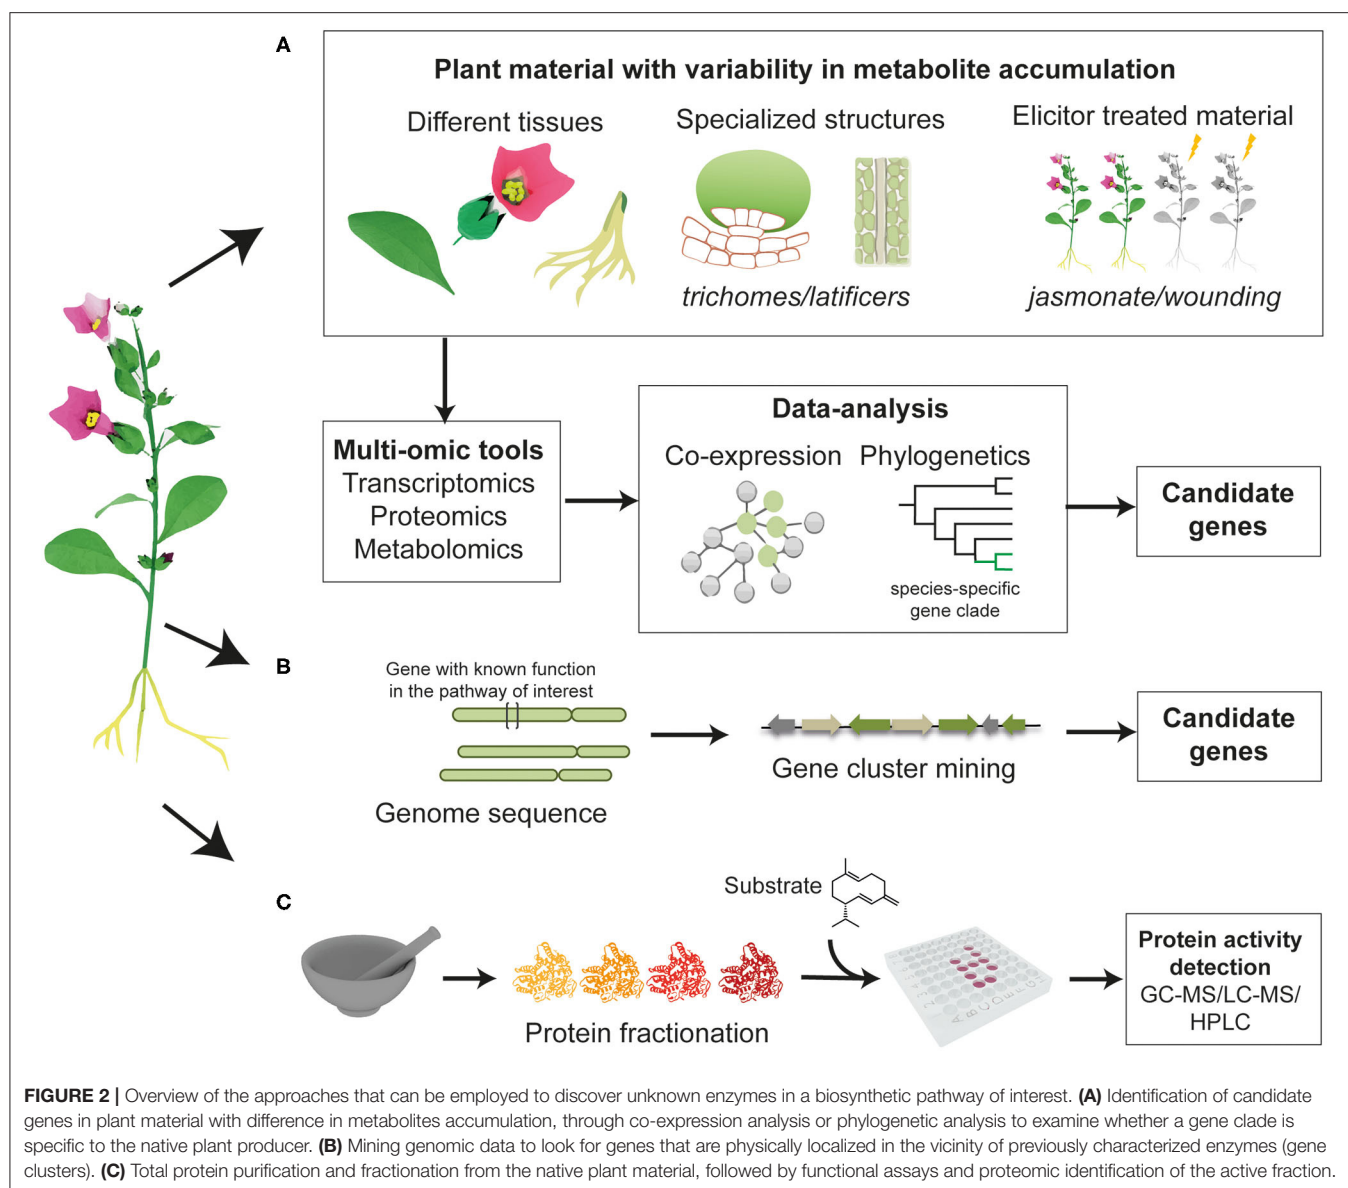 A
Plant material with variability in metabolite accumulation
Different tissues
Specialized structures
Elicitor treated material
trichomes/latificers
jasmonate/wounding
Multi-omic tools
Transcriptomics
Proteomics
Metabolomics
Data-analysis
Co-expression
Phylogenetics
species-specific
gene clade
Candidate
genes
B
Gene with known function
in the pathway of interest
Genome sequence
Gene cluster mining
Candidate
genes
C
Substrate
Protein fractionation
A B C D E F G H
Protein activity
detection
GC-MS/LC-MS/
HPLC
FIGURE 2 | Overview of the approaches that can be employed to discover unknown enzymes in a biosynthetic pathway of interest. (A) Identification of candidate
genes in plant material with difference in metabolites accumulation, through co-expression analysis or phylogenetic analysis to examine whether a gene clade is
specific to the native plant producer. (B) Mining genomic data to look for genes that are physically localized in the vicinity of previously characterized enzymes (gene
clusters). (C) Total protein purification and fractionation from the native plant material, followed by functional assays and proteomic identification of the active fraction.